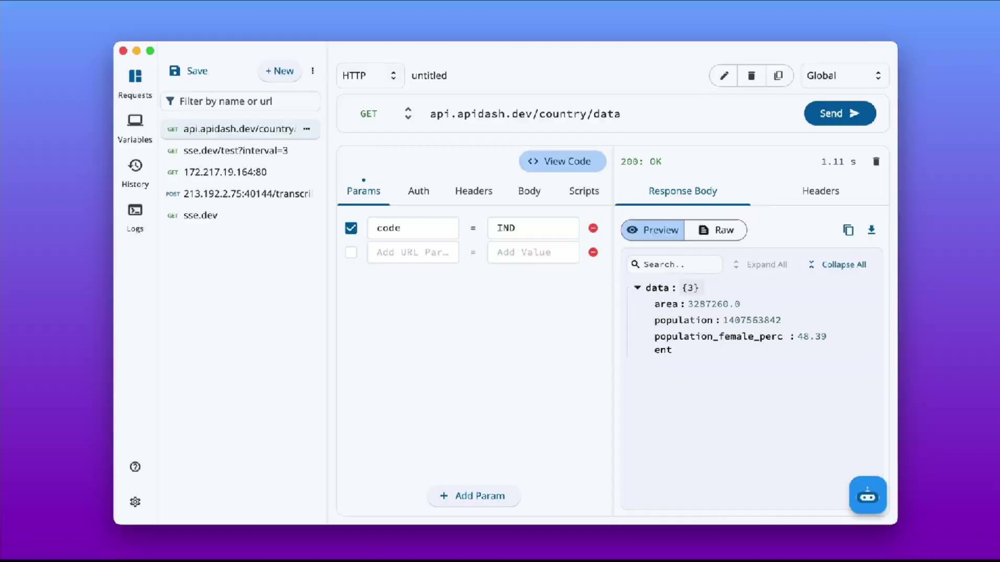 Requests
Variables
History
Logs
Save
+ New
Filter by name or url
GET api.apidash.dev/country/
GET sse.dev/test?interval=3
GET 172.217.19.164:80
POST 213.192.2.75:40144/transcri
GET sse.dev
HTTP
untitled
Global
GET
api.apidash.dev/country/data
Send
<> View Code
Params
Auth
Headers
Body
Scripts
code = IND
Add URL Par… = Add Value
+ Add Param
200: OK
1.11 s
Response Body
Headers
Preview
Raw
Search..
Expand All
Collapse All
data : {3}
area : 3287260.0
population : 1407563842
population_female_perc : 48.39
ent